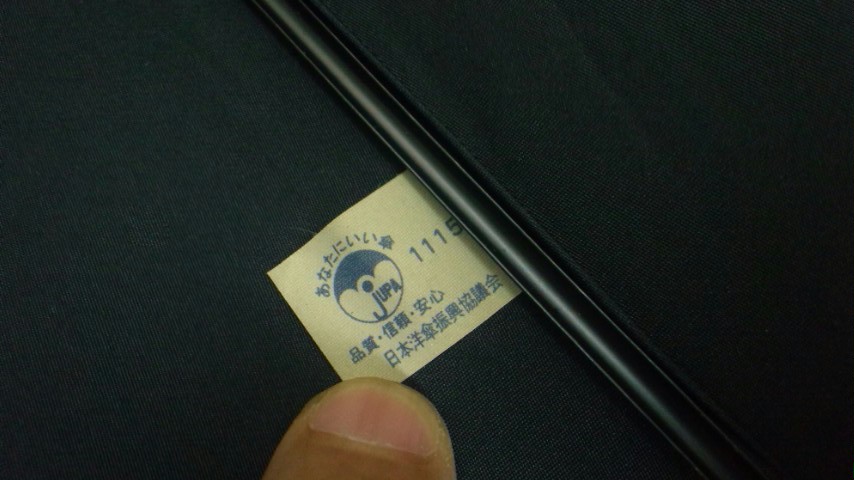 あなたにいい傘
JUPA
1115
品質・信頼・安心
日本洋傘振興協議会